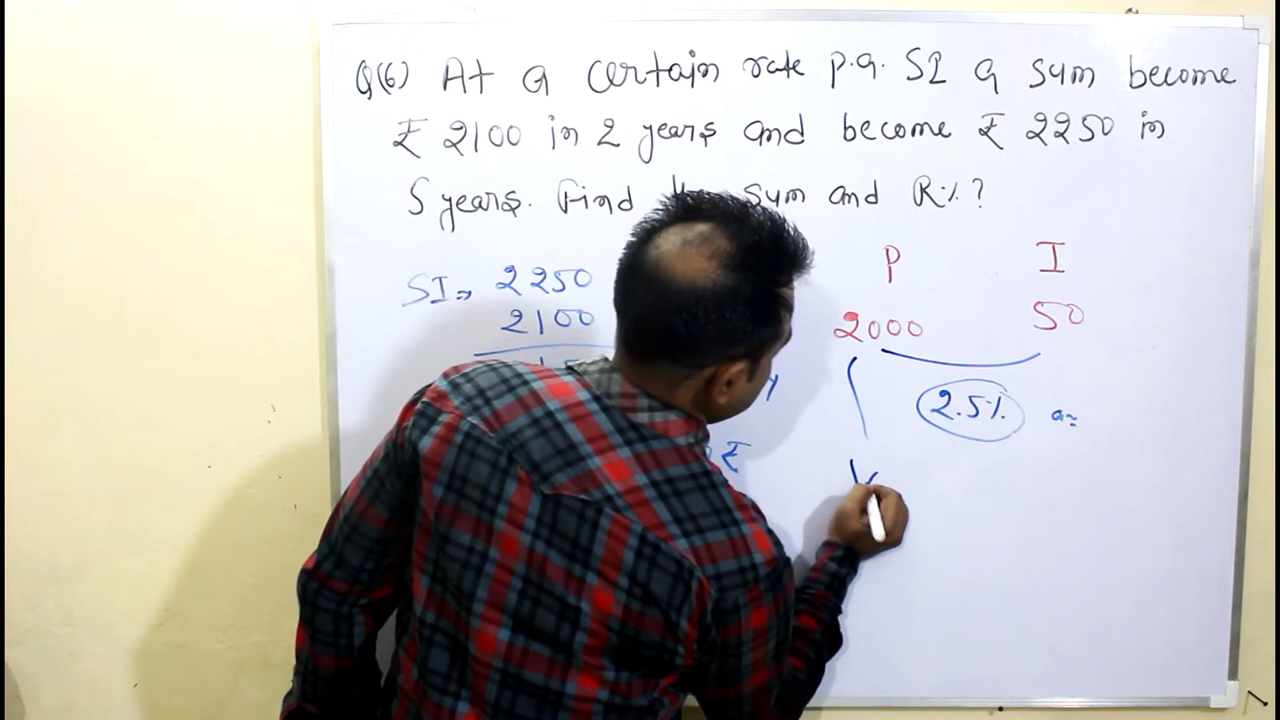 Q(6) At a certain rate p.a. SI a sum become
₹ 2100 in 2 years and become ₹ 2250 in
5 years. Find sum and R% ?
SI⇒ 2250
2100
₹
P I
2000 50
2.5%